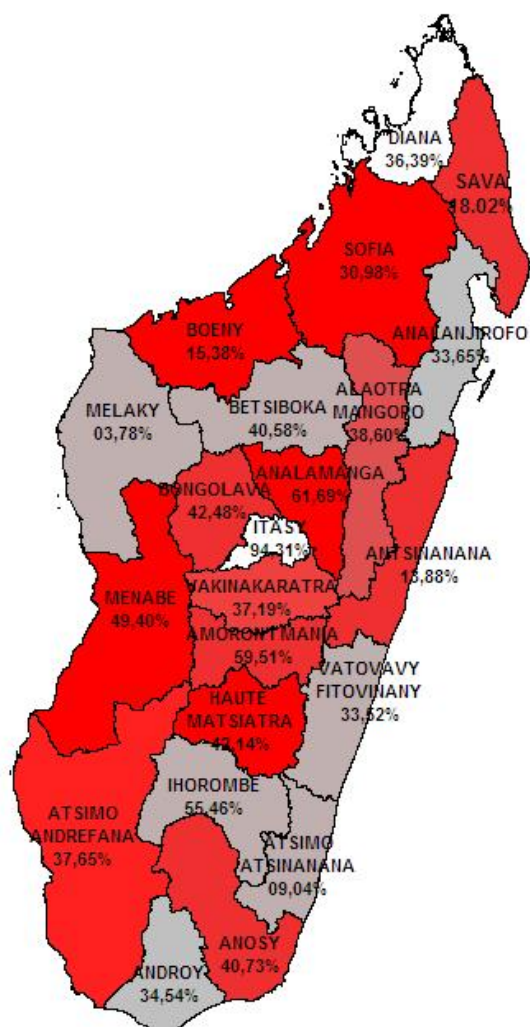 DIANA
36,39%
SAVA
18.02%
SOFIA
30,98%
ANALANJIROFO
33,65%
BOENY
15,38%
ALAOTRA
MANGORO
38,60%
MELAKY
03,78%
BETSIBOKA
40,58%
BONGOLAVA
42,48%
ANALAMANGA
61,69%
ITASY
94,31%
ANTSINANANA
13,88%
VAKINAKARATRA
37,19%
MENABE
49,40%
AMORONTMANIA
59,51%
VATOVAVY
FITOVINANY
33,52%
HAUTE
MATSIATRA
42,14%
IHOROMBE
55,46%
ATSIMO
ANDREFANA
37,65%
ATSIMO
ATSINANANA
09,04%
ANOSY
40,73%
ANDROY
34,54%